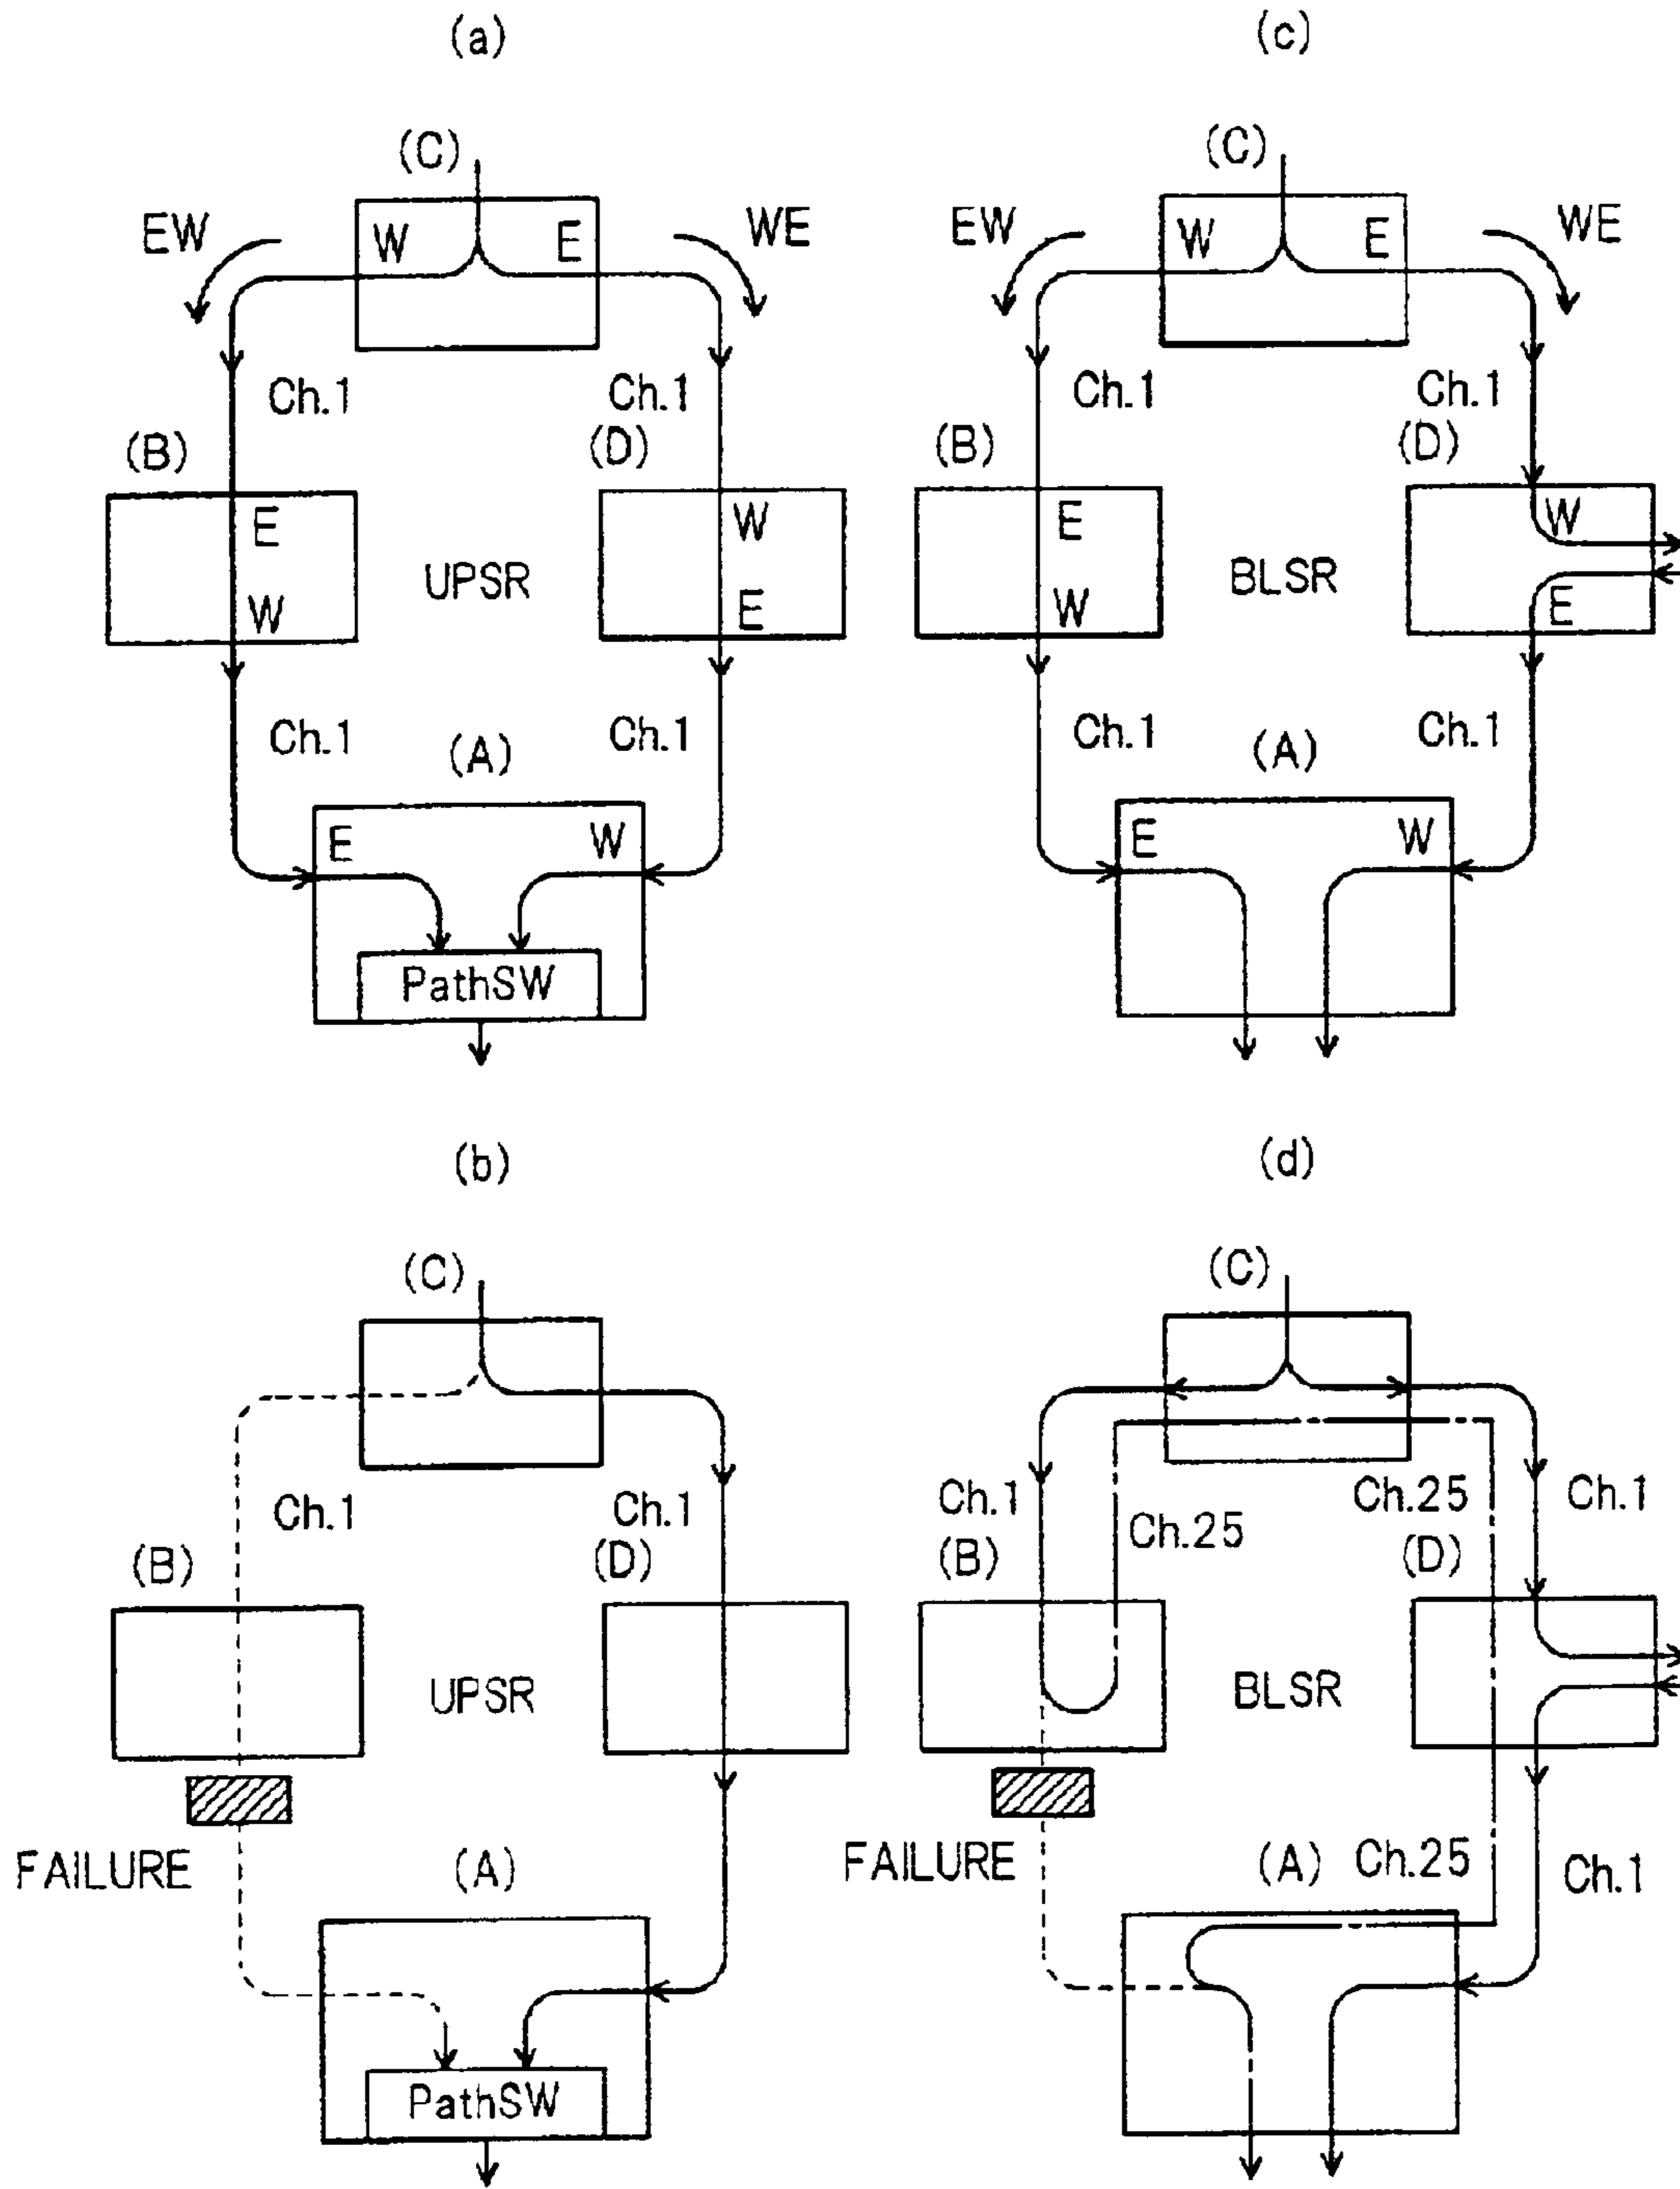 (a)
(C)
EW
W
E
WE
Ch.1
Ch.1
(B)
(D)
E
W
UPSR
W
E
Ch.1
Ch.1
(A)
E
W
PathSW
(c)
(C)
EW
W
E
WE
Ch.1
Ch.1
(B)
(D)
E
W
BLSR
W
E
Ch.1
Ch.1
(A)
E
W
(b)
(C)
Ch.1
Ch.1
(B)
(D)
UPSR
FAILURE
(A)
PathSW
(d)
(C)
Ch.1
Ch.25
Ch.25
Ch.1
(B)
(D)
BLSR
FAILURE
(A)
Ch.25
Ch.1